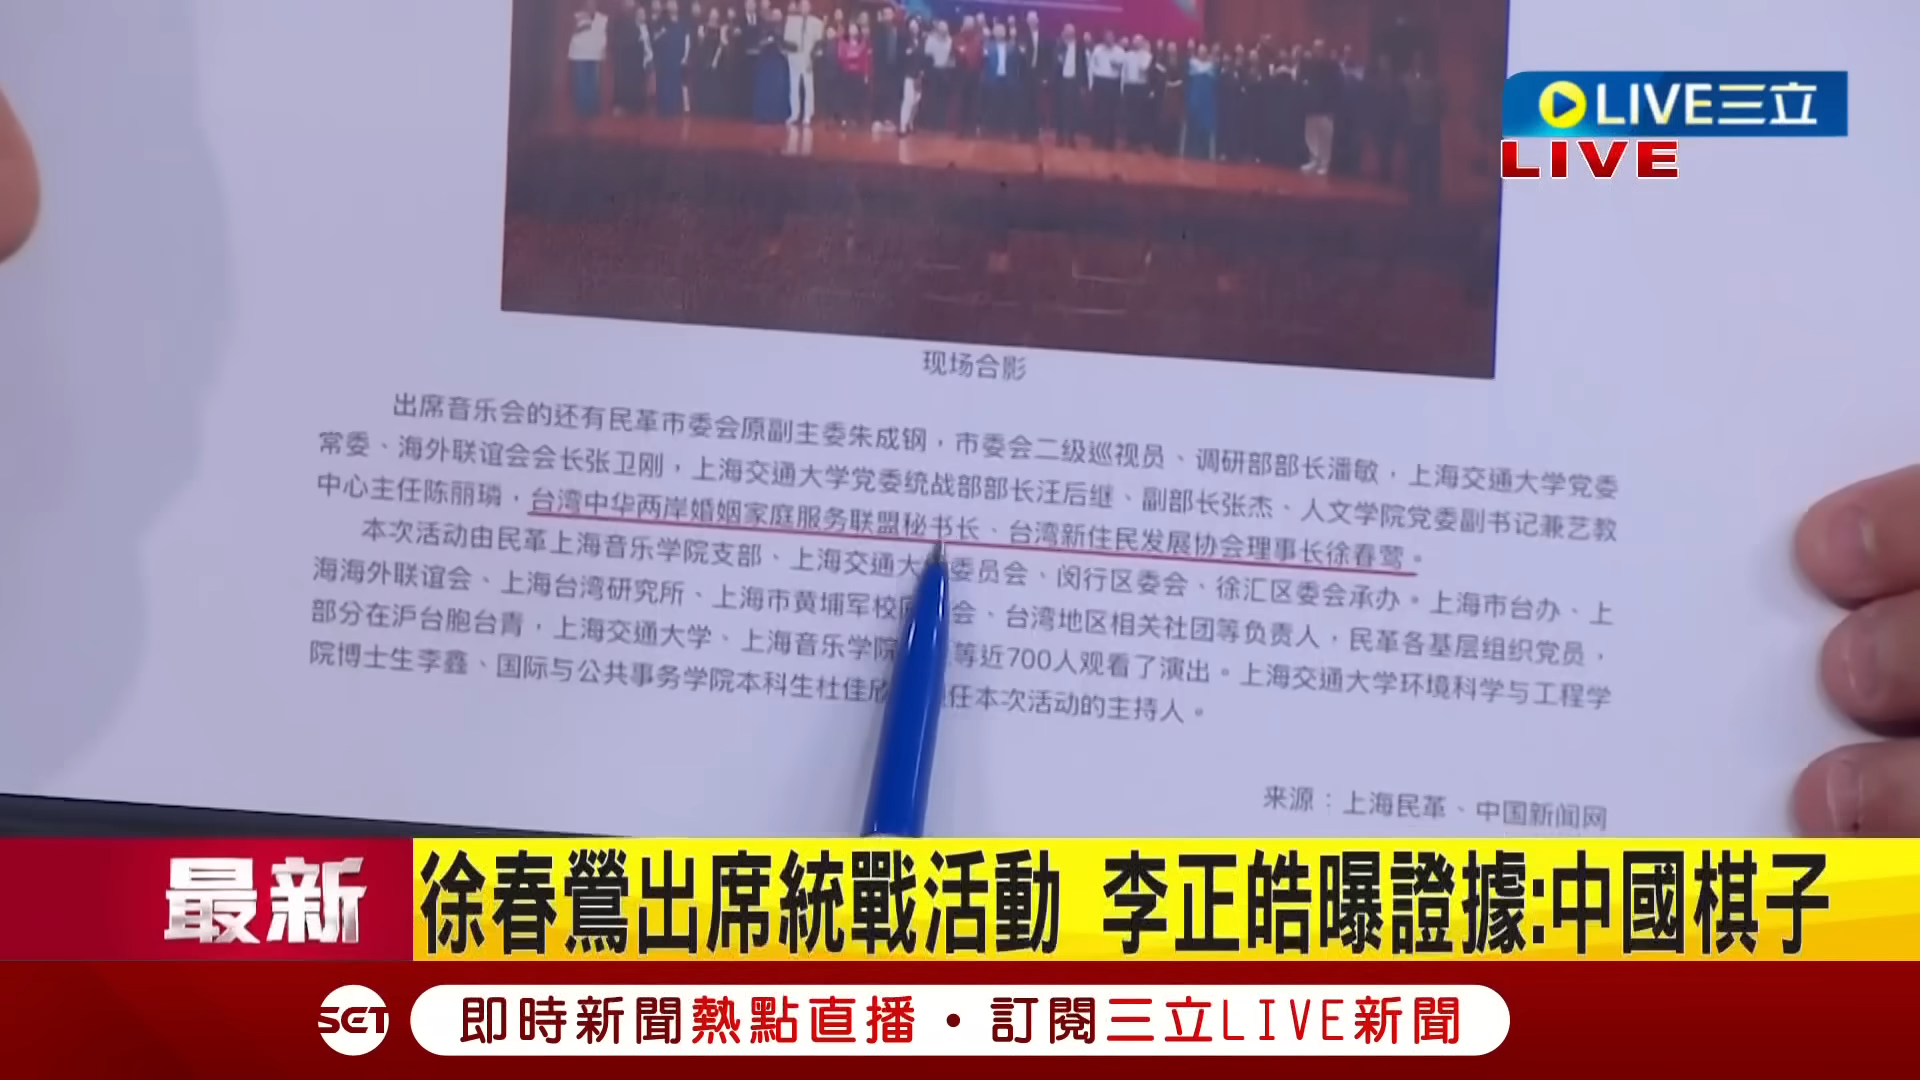 LIVE三立
LIVE
现场合影
出席音乐会的还有民革市委会原副主委朱成钢，市委会二级巡视员、调研部部长潘敏，上海交通大学党委
常委、海外联谊会会长张卫刚，上海交通大学党委统战部部长汪后继、副部长张杰、人文学院党委副书记兼艺教
中心主任陈丽璘，台湾中华两岸婚姻家庭服务联盟秘书长、台湾新住民发展协会理事长徐春莺。
本次活动由民革上海音乐学院支部、上海交通大 委员会、闵行区委会、徐汇区委会承办。上海市台办、上
海海外联谊会、上海台湾研究所、上海市黄埔军校 会、台湾地区相关社团等负责人，民革各基层组织党员，
部分在沪台胞台青，上海交通大学、上海音乐学院 等近700人观看了演出。上海交通大学环境科学与工程学
院博士生李鑫、国际与公共事务学院本科生杜佳欣 任本次活动的主持人。
来源：上海民革、中国新闻网
最新
徐春鶯出席統戰活動 李正皓曝證據:中國棋子
SET
即時新聞熱點直播・訂閱三立LIVE新聞